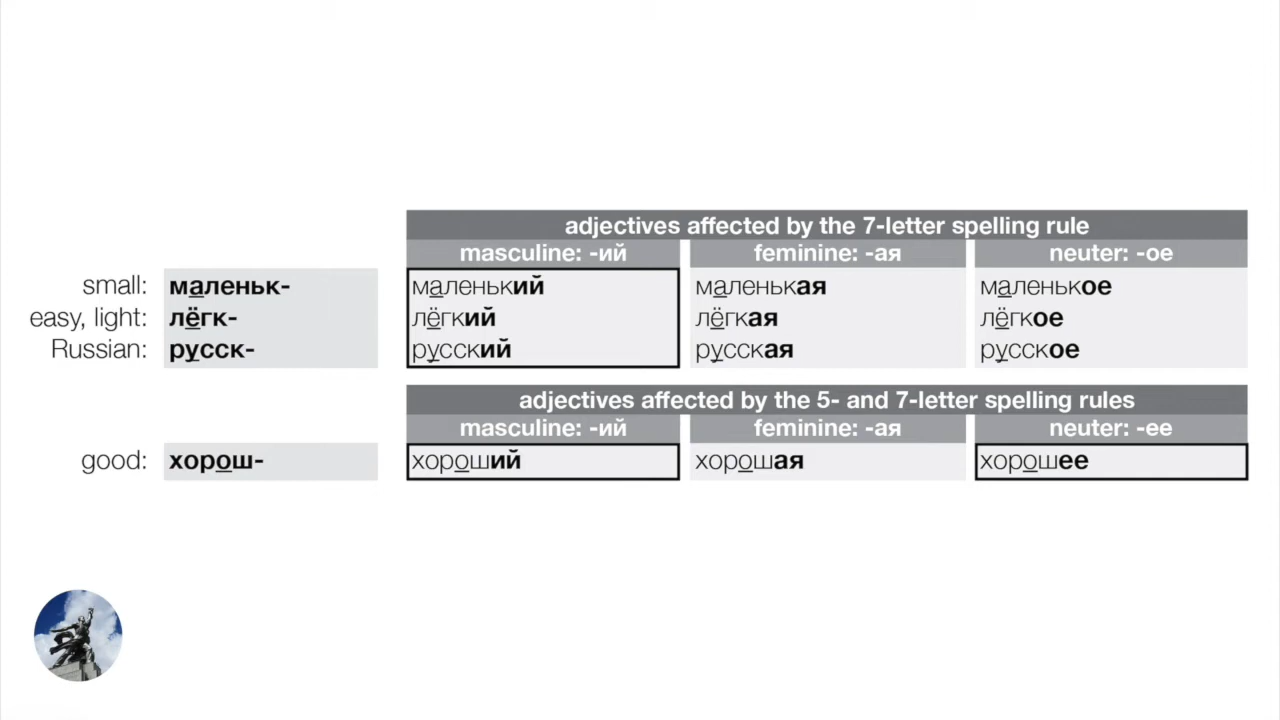 adjectives affected by the 7-letter spelling rule
masculine: -ий feminine: -ая neuter: -ое
small: маленьк- маленький маленькая маленькое
easy, light: лёгк- лёгкий лёгкая лёгкое
Russian: русск- русский русская русское
adjectives affected by the 5- and 7-letter spelling rules
masculine: -ий feminine: -ая neuter: -ее
good: хорош- хороший хорошая хорошее